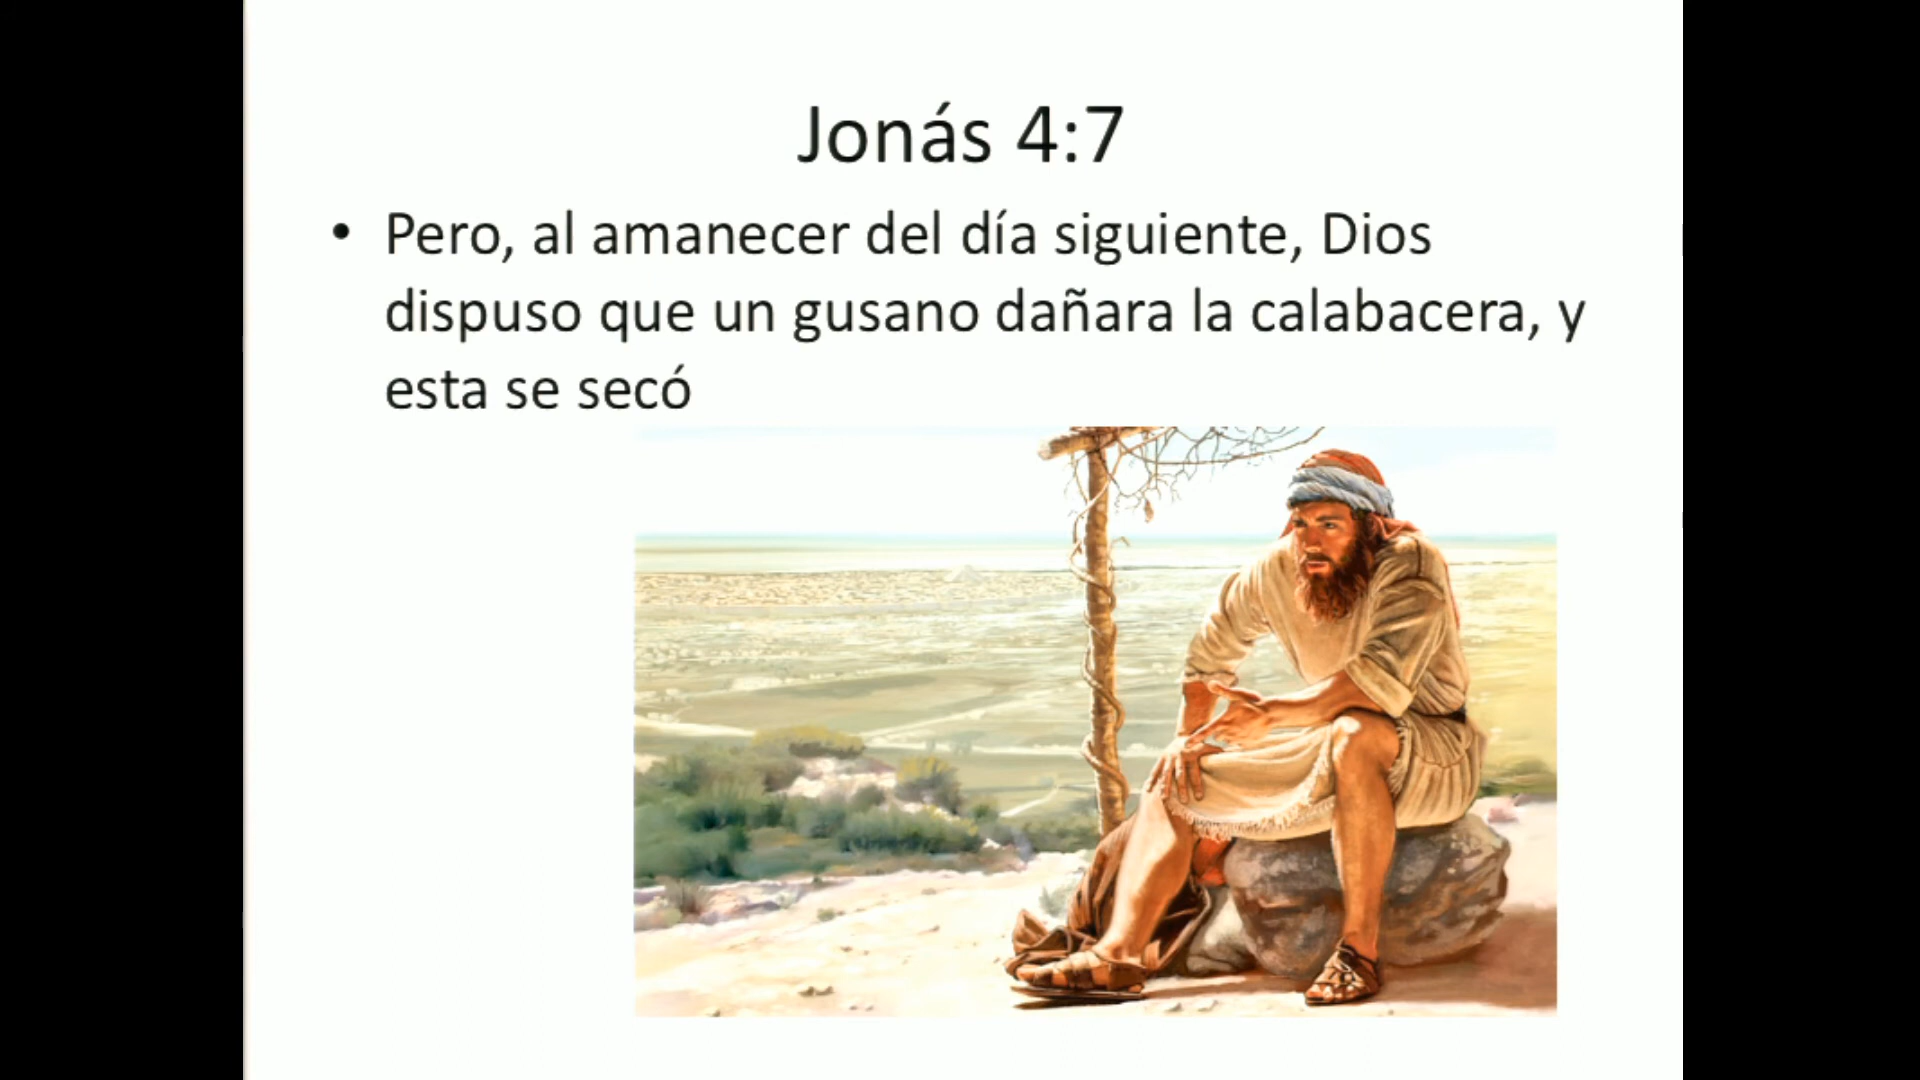 Jonás 4:7
• Pero, al amanecer del día siguiente, Dios
dispuso que un gusano dañara la calabacera, y
esta se secó